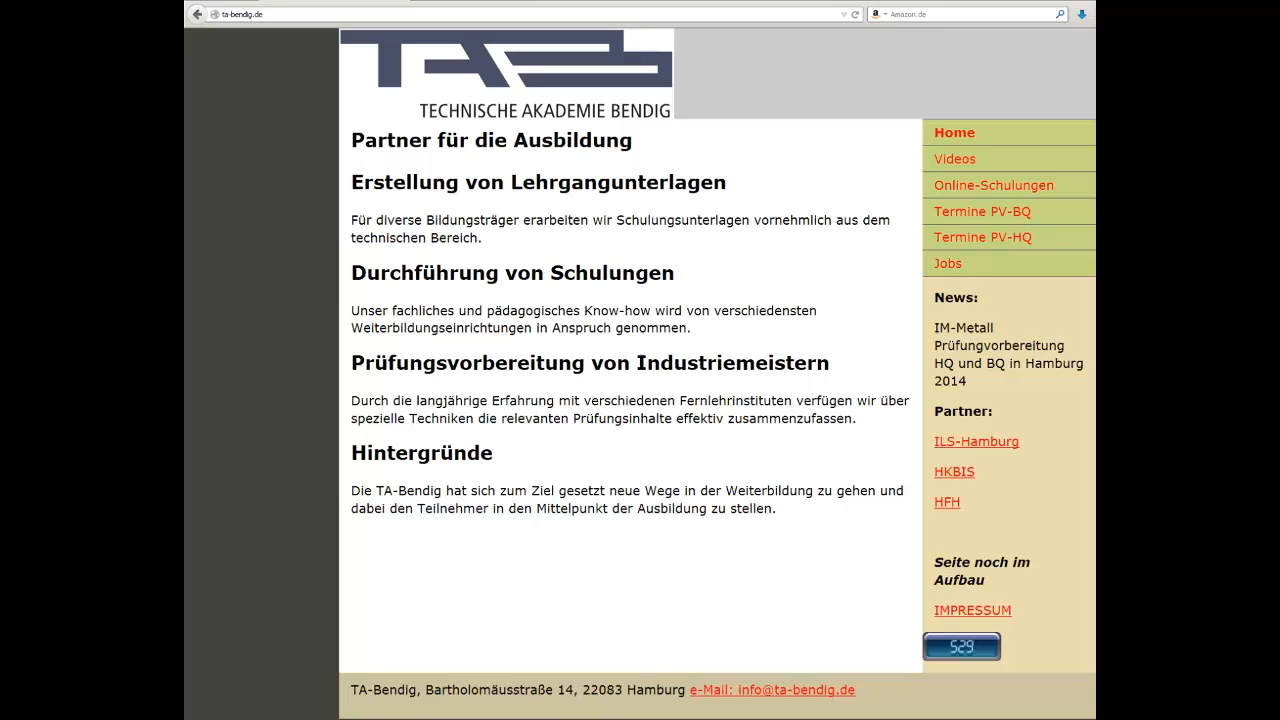 ta-bendig.de
Amazon.de
TAB
TECHNISCHE AKADEMIE BENDIG
Partner für die Ausbildung
Erstellung von Lehrgangunterlagen
Für diverse Bildungsträger erarbeiten wir Schulungsunterlagen vornehmlich aus dem
technischen Bereich.
Durchführung von Schulungen
Unser fachliches und pädagogisches Know-how wird von verschiedensten
Weiterbildungseinrichtungen in Anspruch genommen.
Prüfungsvorbereitung von Industriemeistern
Durch die langjährige Erfahrung mit verschiedenen Fernlehrinstituten verfügen wir über
spezielle Techniken die relevanten Prüfungsinhalte effektiv zusammenzufassen.
Hintergründe
Die TA-Bendig hat sich zum Ziel gesetzt neue Wege in der Weiterbildung zu gehen und
dabei den Teilnehmer in den Mittelpunkt der Ausbildung zu stellen.
Home
Videos
Online-Schulungen
Termine PV-BQ
Termine PV-HQ
Jobs
News:
IM-Metall
Prüfungvorbereitung
HQ und BQ in Hamburg
2014
Partner:
ILS-Hamburg
HKBIS
HFH
Seite noch im
Aufbau
IMPRESSUM
529
TA-Bendig, Bartholomäusstraße 14, 22083 Hamburg e-Mail: info@ta-bendig.de